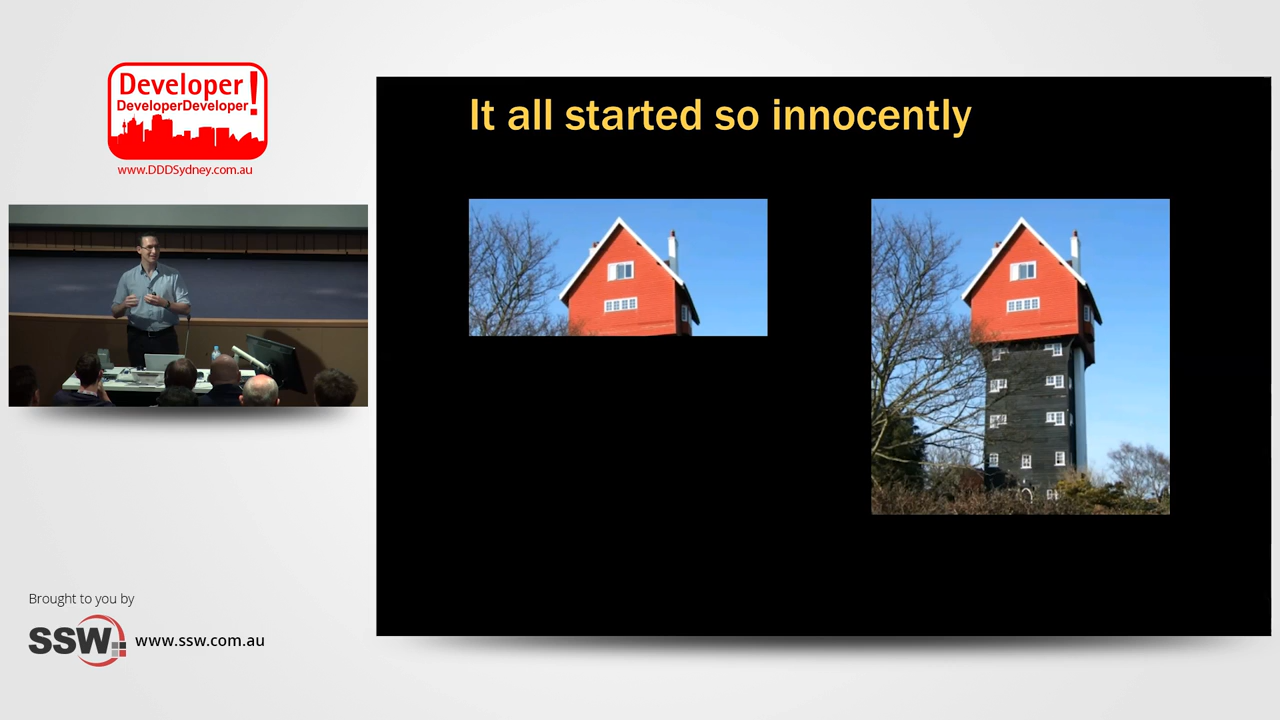 Developer!
DeveloperDeveloper
www.DDDSydney.com.au
It all started so innocently
Brought to you by
SSW
www.ssw.com.au